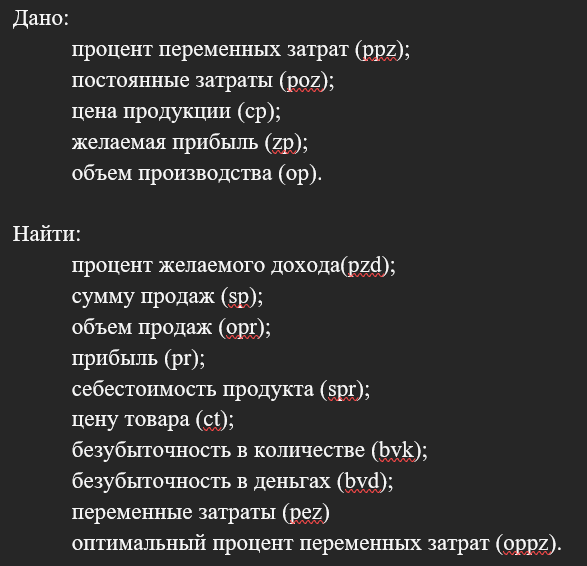 Дано:
процент переменных затрат (ppz);
постоянные затраты (poz);
цена продукции (cp);
желаемая прибыль (zp);
объем производства (op).
Найти:
процент желаемого дохода(pzd);
сумму продаж (sp);
объем продаж (opr);
прибыль (pr);
себестоимость продукта (spr);
цену товара (ct);
безубыточность в количестве (bvk);
безубыточность в деньгах (bvd);
переменные затраты (pez)
оптимальный процент переменных затрат (oppz).